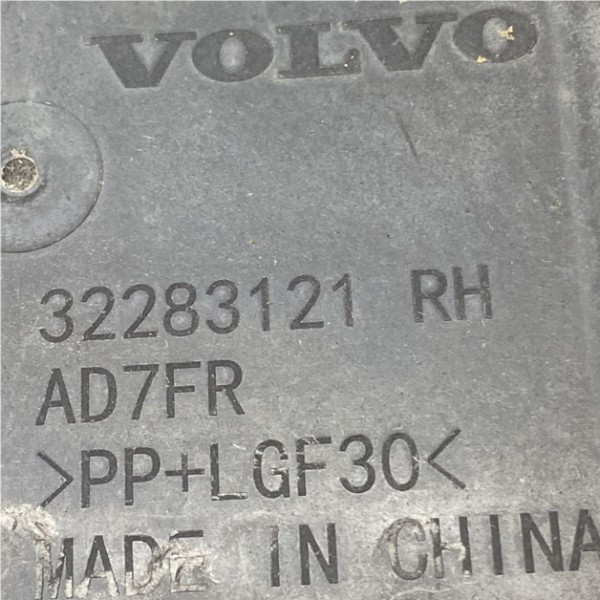 VOLVO
32283121 RH
AD7FR
>PP+LGF30<
MADE IN CHINA